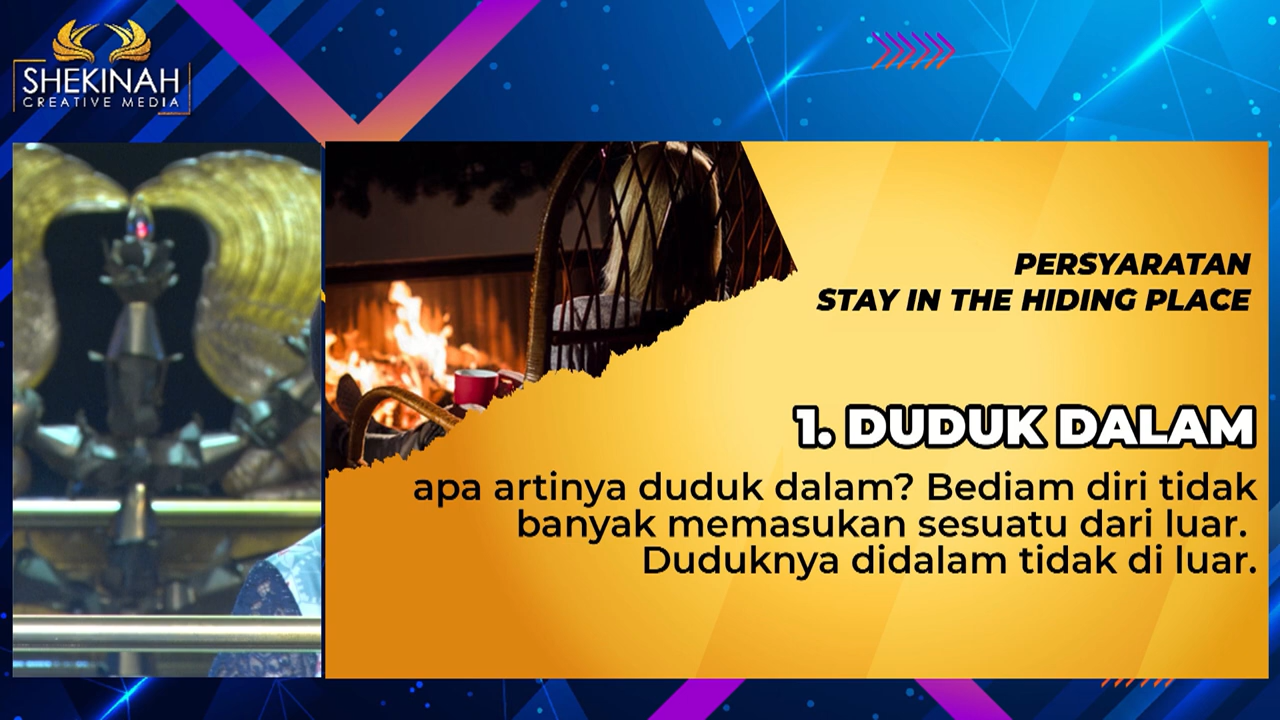 SHEKINAH
CREATIVE MEDIA
PERSYARATAN
STAY IN THE HIDING PLACE
1. DUDUK DALAM
apa artinya duduk dalam? Bediam diri tidak
banyak memasukan sesuatu dari luar.
Duduknya didalam tidak di luar.